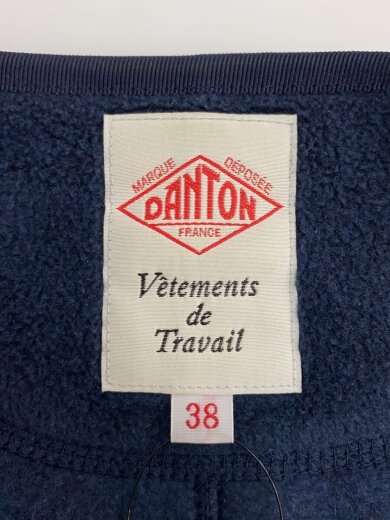 MARQUE DÉPOSÉE
DANTON
FRANCE
Vêtements
de
Travail
38